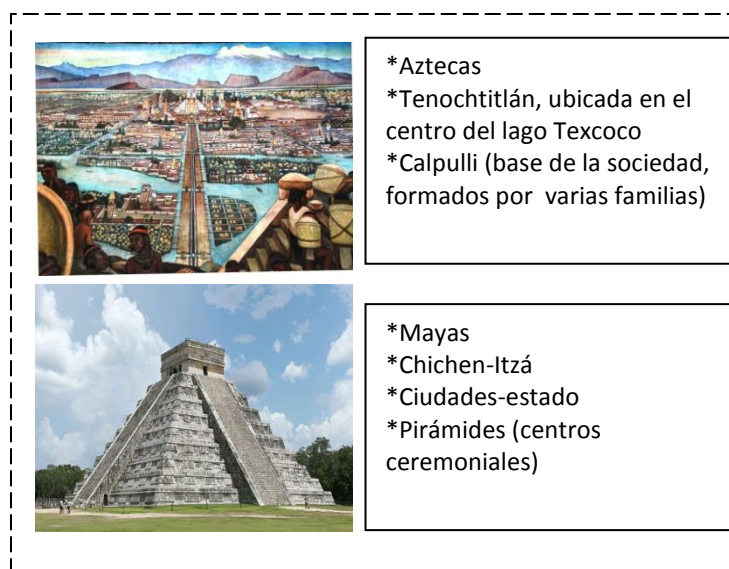 *Aztecas
*Tenochtitlán, ubicada en el
centro del lago Texcoco
*Calpulli (base de la sociedad,
formados por varias familias)
*Mayas
*Chichen-Itzá
*Ciudades-estado
*Pirámides (centros
ceremoniales)